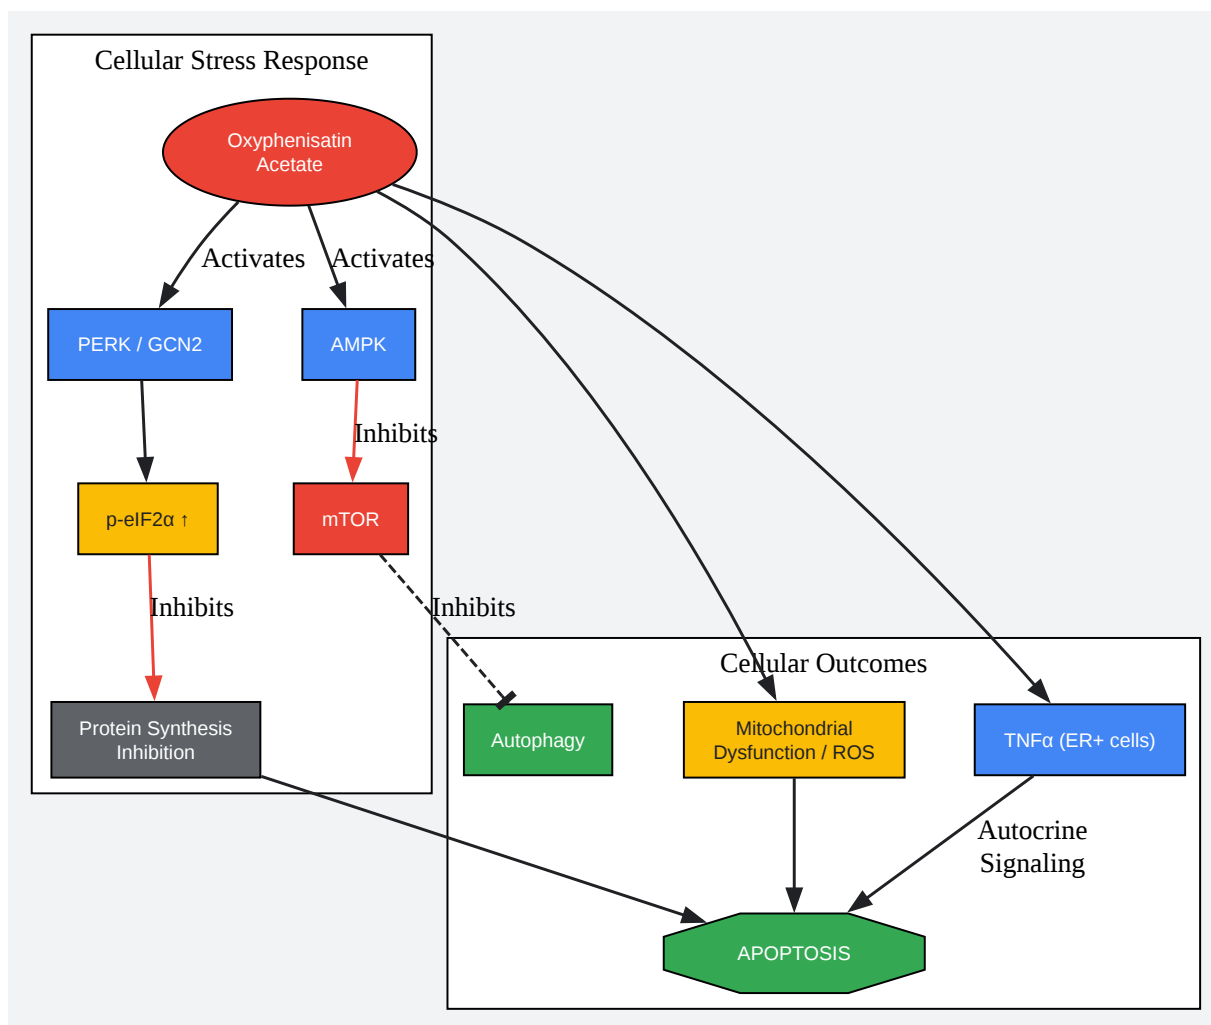 Cellular Stress Response
Oxyphenisatin
Acetate
Activates
Activates
PERK / GCN2
AMPK
Inhibits
p-eIF2α ↑
mTOR
Inhibits
Inhibits
Cellular Outcomes
Protein Synthesis
Inhibition
Autophagy
Mitochondrial
Dysfunction / ROS
TNFα (ER+ cells)
Autocrine
Signaling
APOPTOSIS